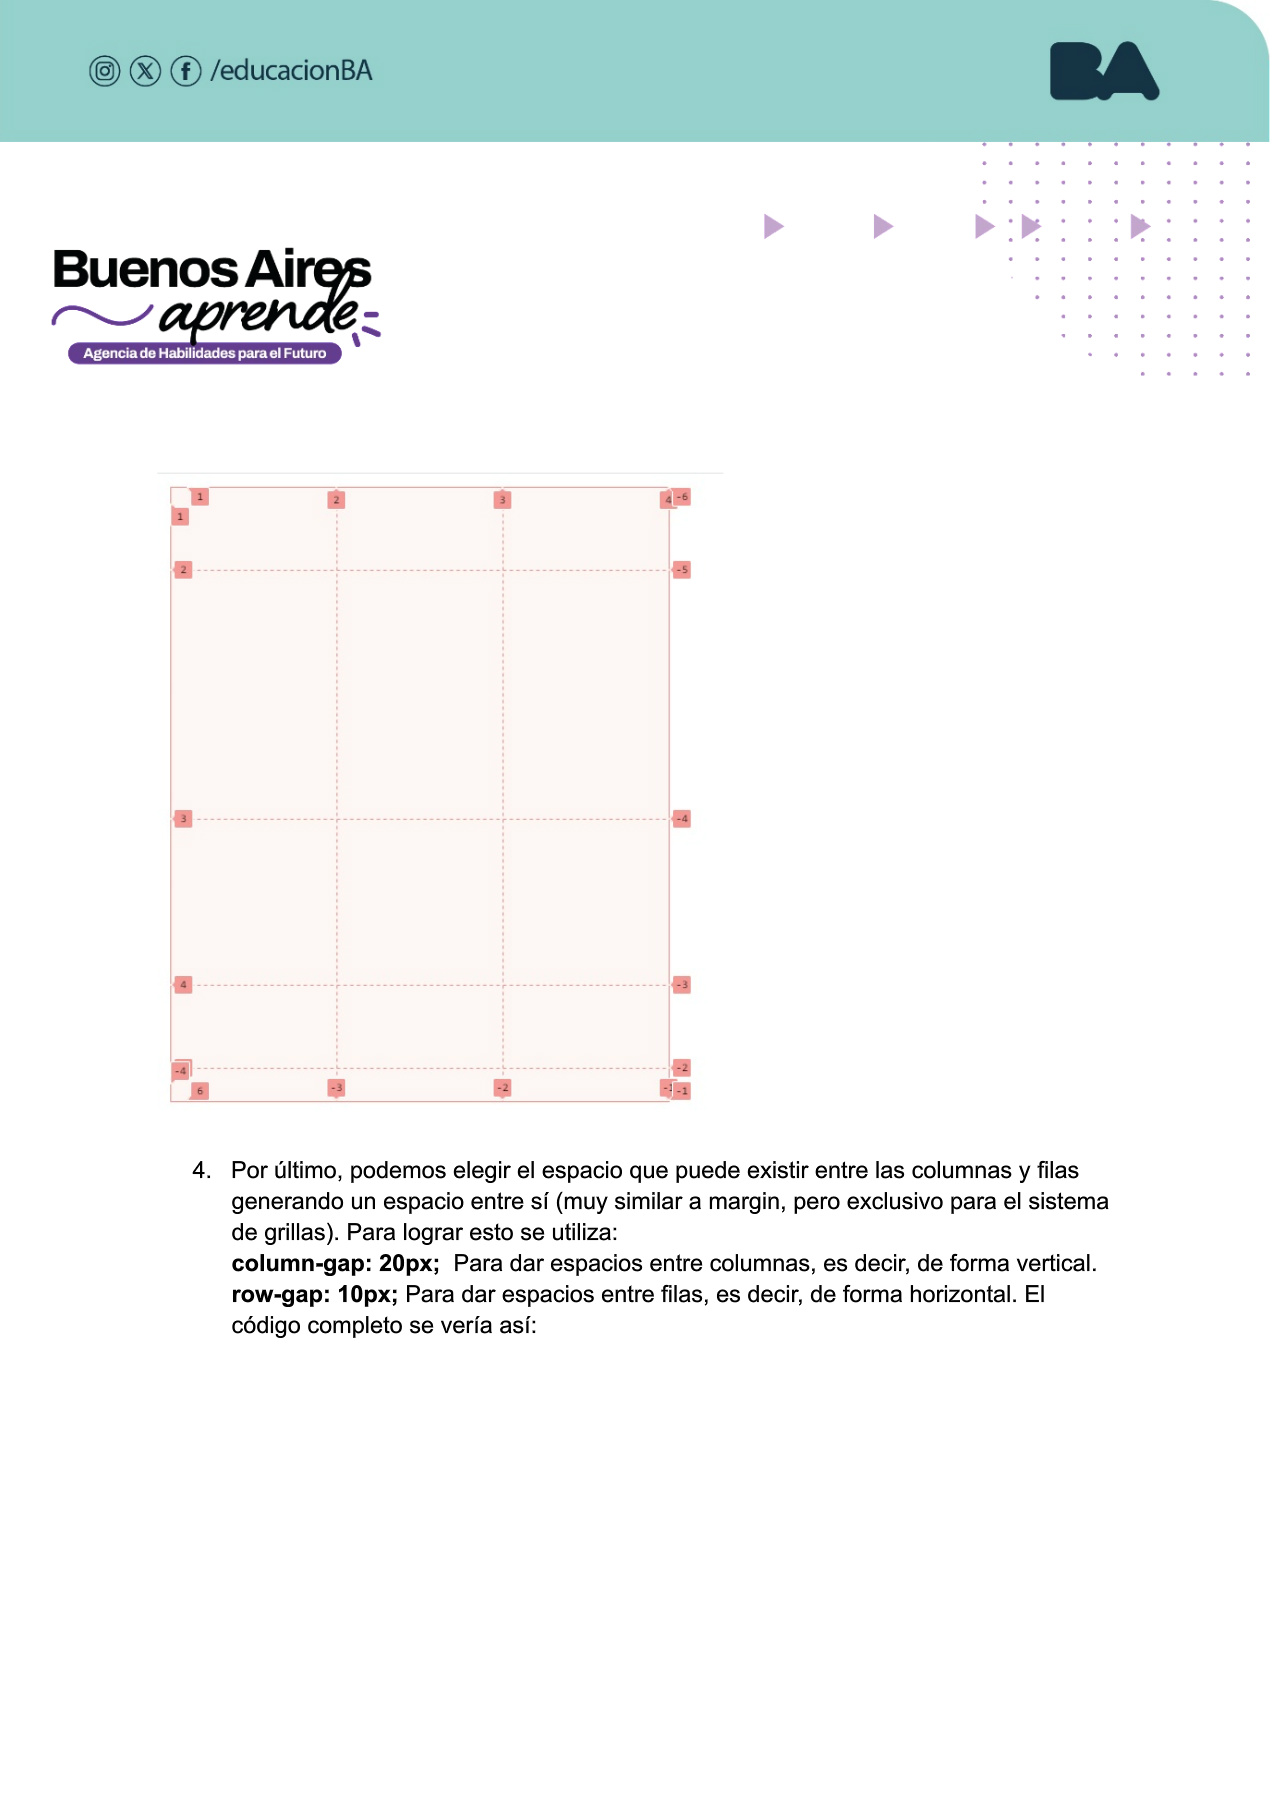 /educacionBA
BA
Buenos Aires
aprende
Agencia de Habilidades para el Futuro
1 2 3 4 -6
1
2 -5
3 -4
4 -3
-4 -2
6 -3 -2 -1 -1
4. Por último, podemos elegir el espacio que puede existir entre las columnas y filas
generando un espacio entre sí (muy similar a margin, pero exclusivo para el sistema
de grillas). Para lograr esto se utiliza:
column-gap: 20px; Para dar espacios entre columnas, es decir, de forma vertical.
row-gap: 10px; Para dar espacios entre filas, es decir, de forma horizontal. El
código completo se vería así: